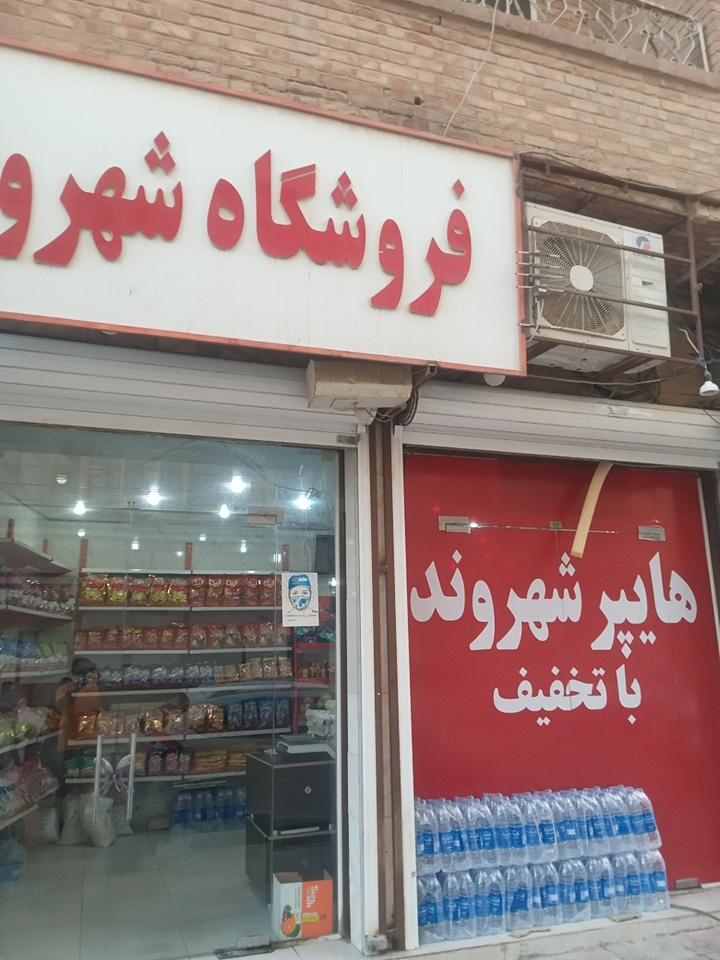 فروشگاه شهرو
هایپر شهروند
با تخفیف